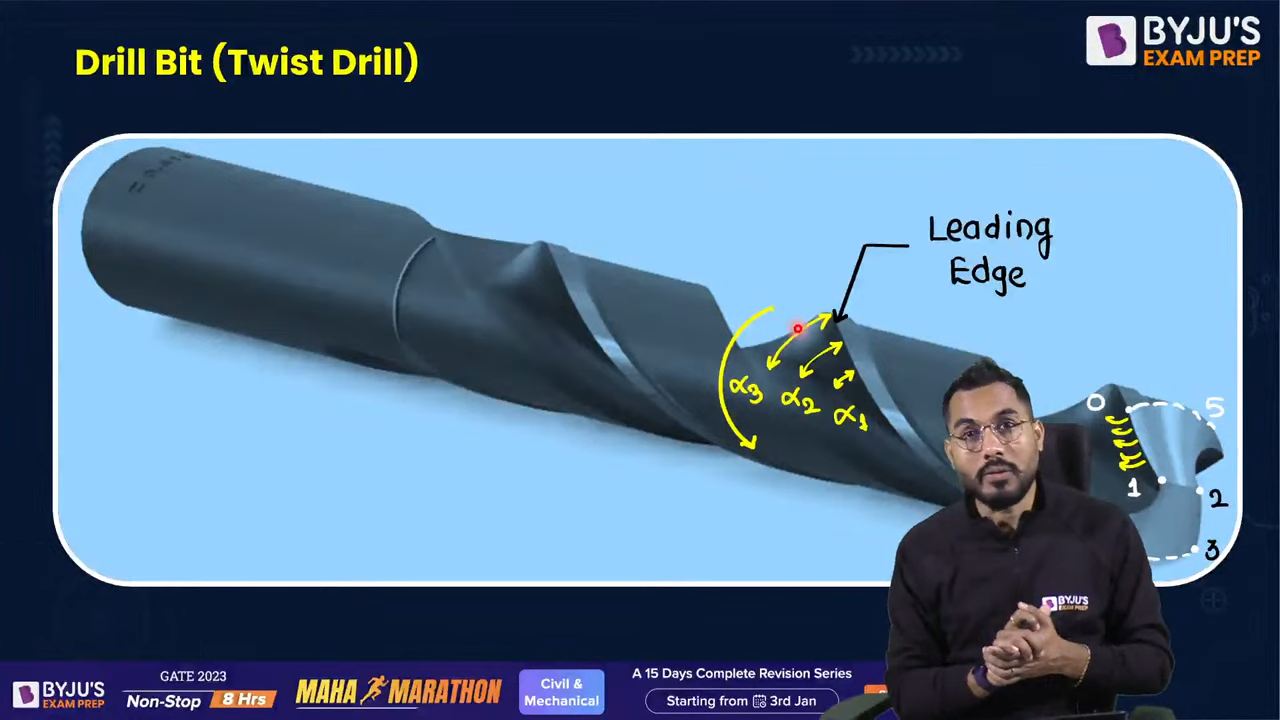 Drill Bit (Twist Drill)
BYJU'S
EXAM PREP
Leading
Edge
α3
α2
α1
0
5
1
2
3
BYJU'S
BYJU'S
EXAM PREP
GATE 2023
Non-Stop 8 Hrs
MAHA MARATHON
Civil &
Mechanical
A 15 Days Complete Revision Series
Starting from 3rd Jan